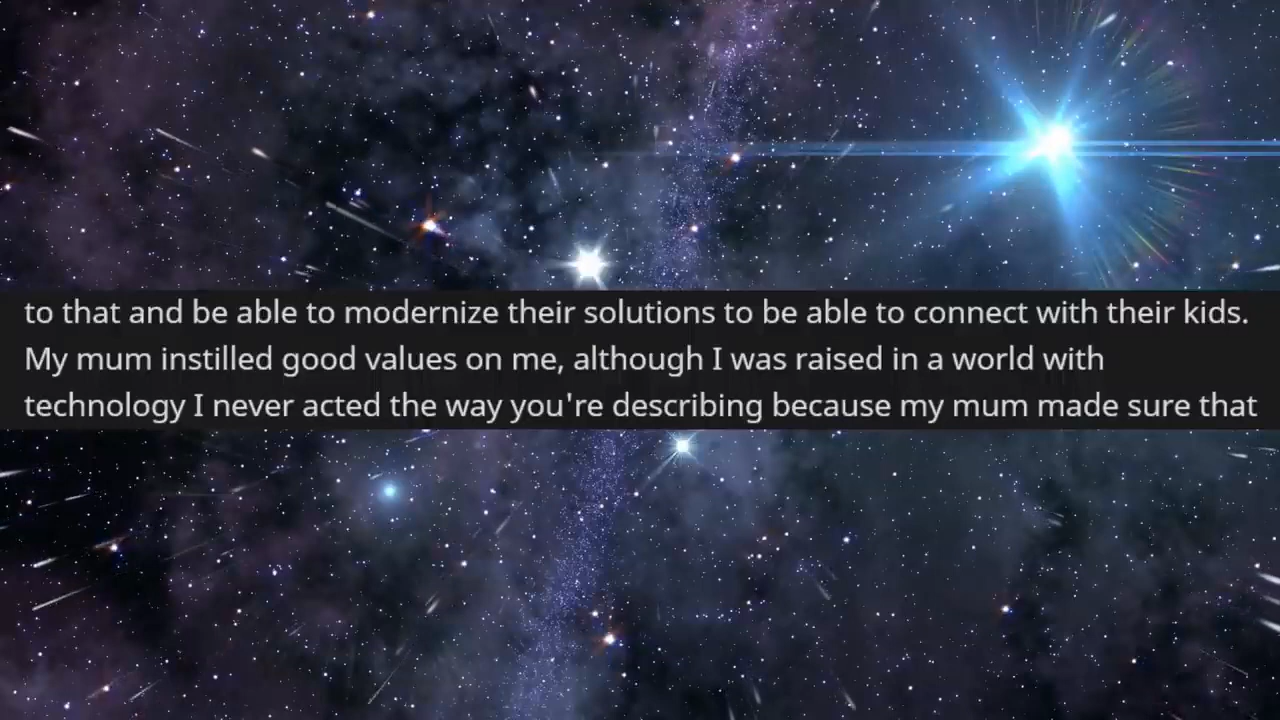 to that and be able to modernize their solutions to be able to connect with their kids.
My mum instilled good values on me, although I was raised in a world with
technology I never acted the way you're describing because my mum made sure that